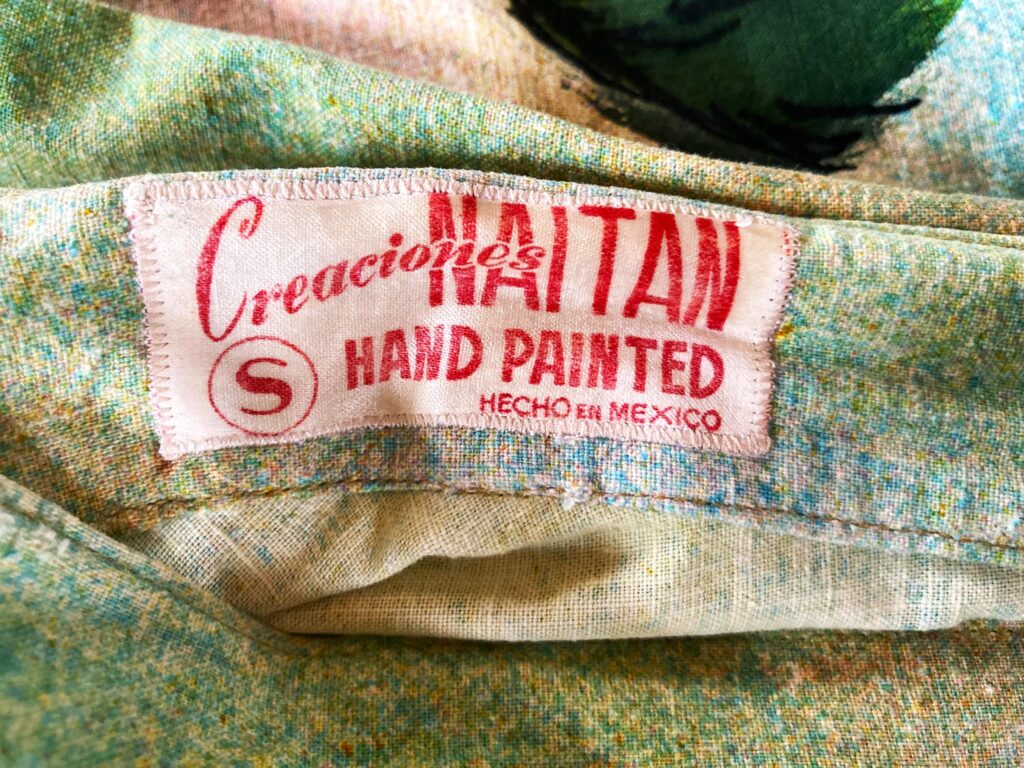 Creaciones NAITAN
S HAND PAINTED
HECHO EN MEXICO